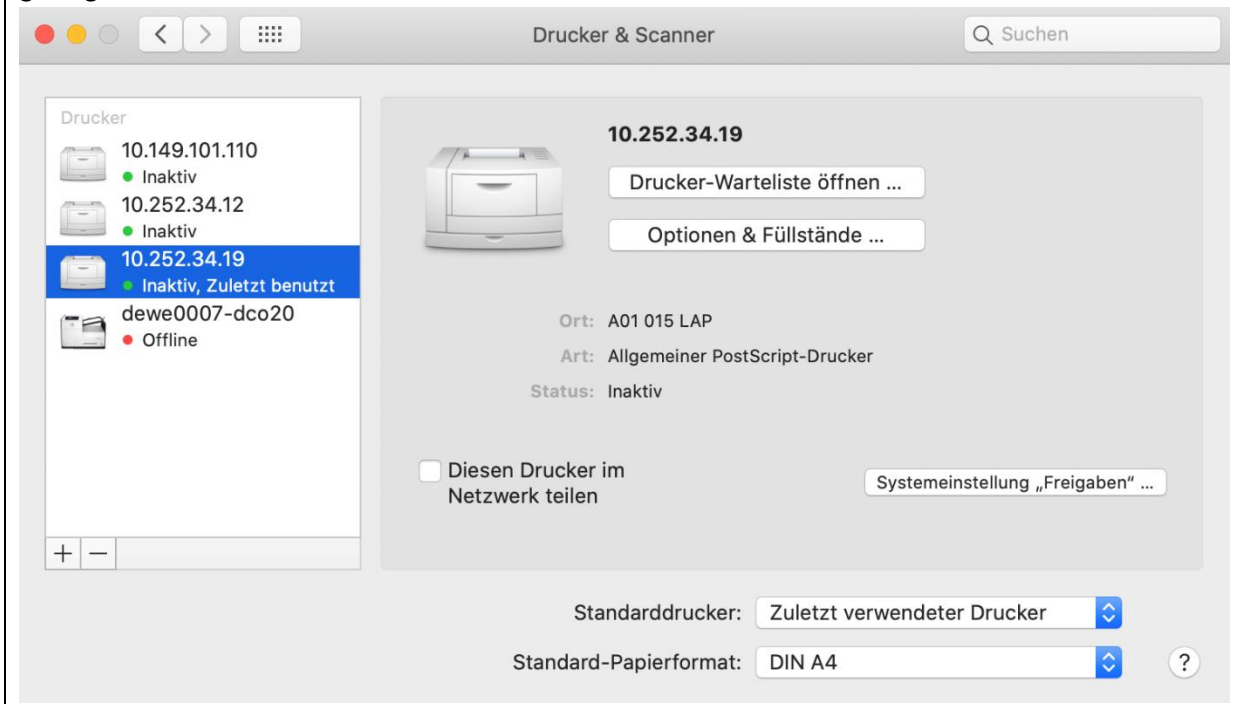 Drucker & Scanner
Suchen
Drucker
10.149.101.110
Inaktiv
10.252.34.12
Inaktiv
10.252.34.19
Inaktiv, Zuletzt benutzt
dewe0007-dco20
Offline
10.252.34.19
Drucker-Warteliste öffnen ...
Optionen & Füllstände ...
Ort: A01 015 LAP
Art: Allgemeiner PostScript-Drucker
Status: Inaktiv
Diesen Drucker im
Netzwerk teilen
Systemeinstellung „Freigaben“ ...
+ −
Standarddrucker: Zuletzt verwendeter Drucker
Standard-Papierformat: DIN A4
?